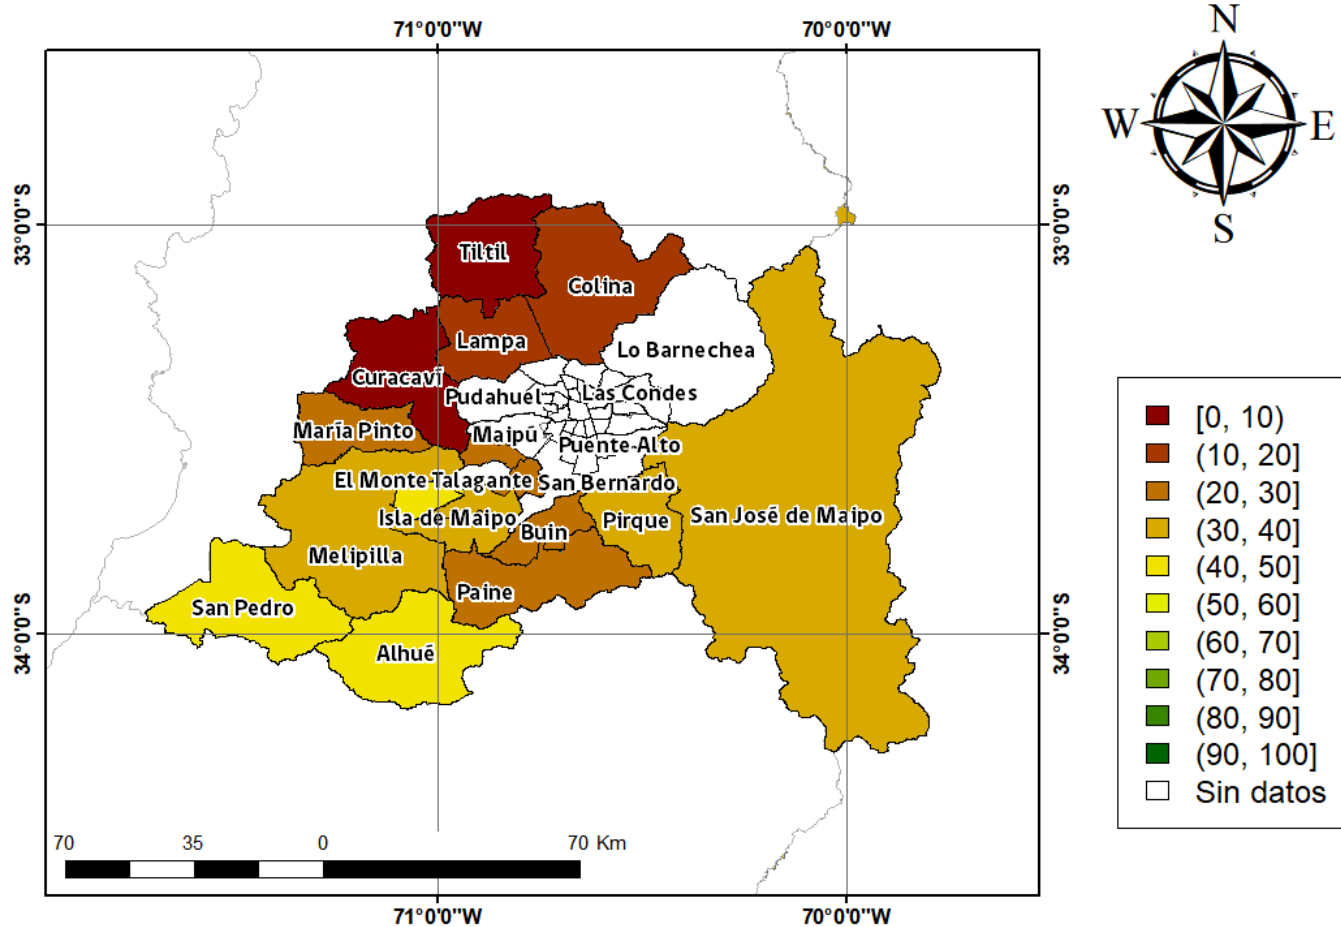 71°0'0"W
70°0'0"W
N
W
E
S
33°0'0"S
33°0'0"S
Tiltil
Colina
Lampa
Lo Barnechea
Curacaví
Pudahuel
Las Condes
María Pinto
Maipú
Puente Alto
El Monte
Talagante
San Bernardo
Isla de Maipo
Buin
Pirque
San José de Maipo
Melipilla
Paine
San Pedro
Alhué
34°0'0"S
34°0'0"S
[0, 10)
(10, 20]
(20, 30]
(30, 40]
(40, 50]
(50, 60]
(60, 70]
(70, 80]
(80, 90]
(90, 100]
Sin datos
70 35 0 70 Km
71°0'0"W
70°0'0"W